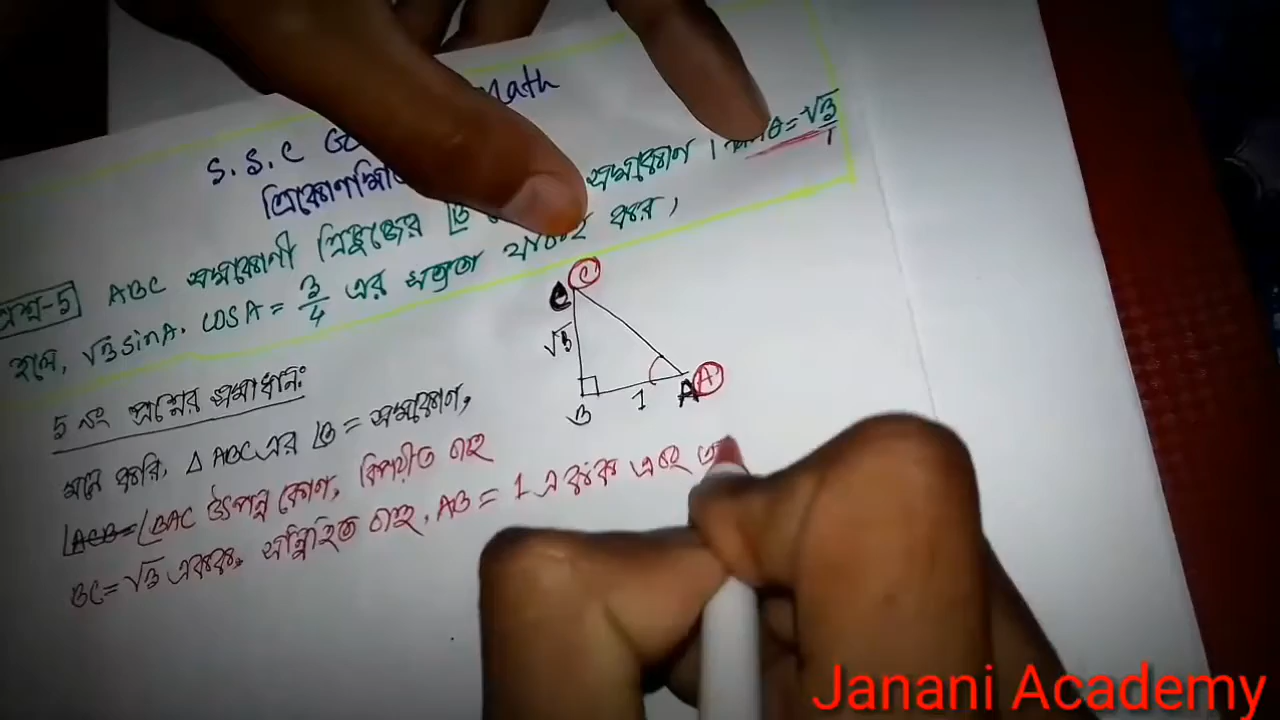 Math
S.S.C
ABC সমকোণী ত্রিভুজের সমকোণ । θ=√3/1
প্রশ্ন-5
হলে, √3 sinA. cosA = 3/4 এর সত্যতা যাচাই কর,
5 নং প্রশ্নের সমাধানঃ
C
√3
B
1
A
A
মনে করি, Δ ABC এর ∠B = সমকোণ,
∠BAC উৎপন্ন কোণ, বিপরীত বাহু
BC = √3 একক, সন্নিহিত বাহু, AB = 1 একক এবং
Janani Academy